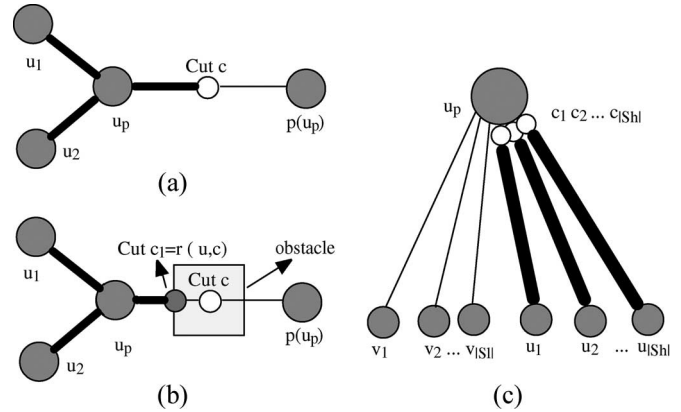 u1
Cut c
up
p(up)
u2
(a)
Cut c1=r ( u,c)
obstacle
u1
Cut c
up
p(up)
u2
(b)
up
c1 c2 ... c|Sh|
v1
v2 ... v|Sl|
u1
u2
... u|Sh|
(c)